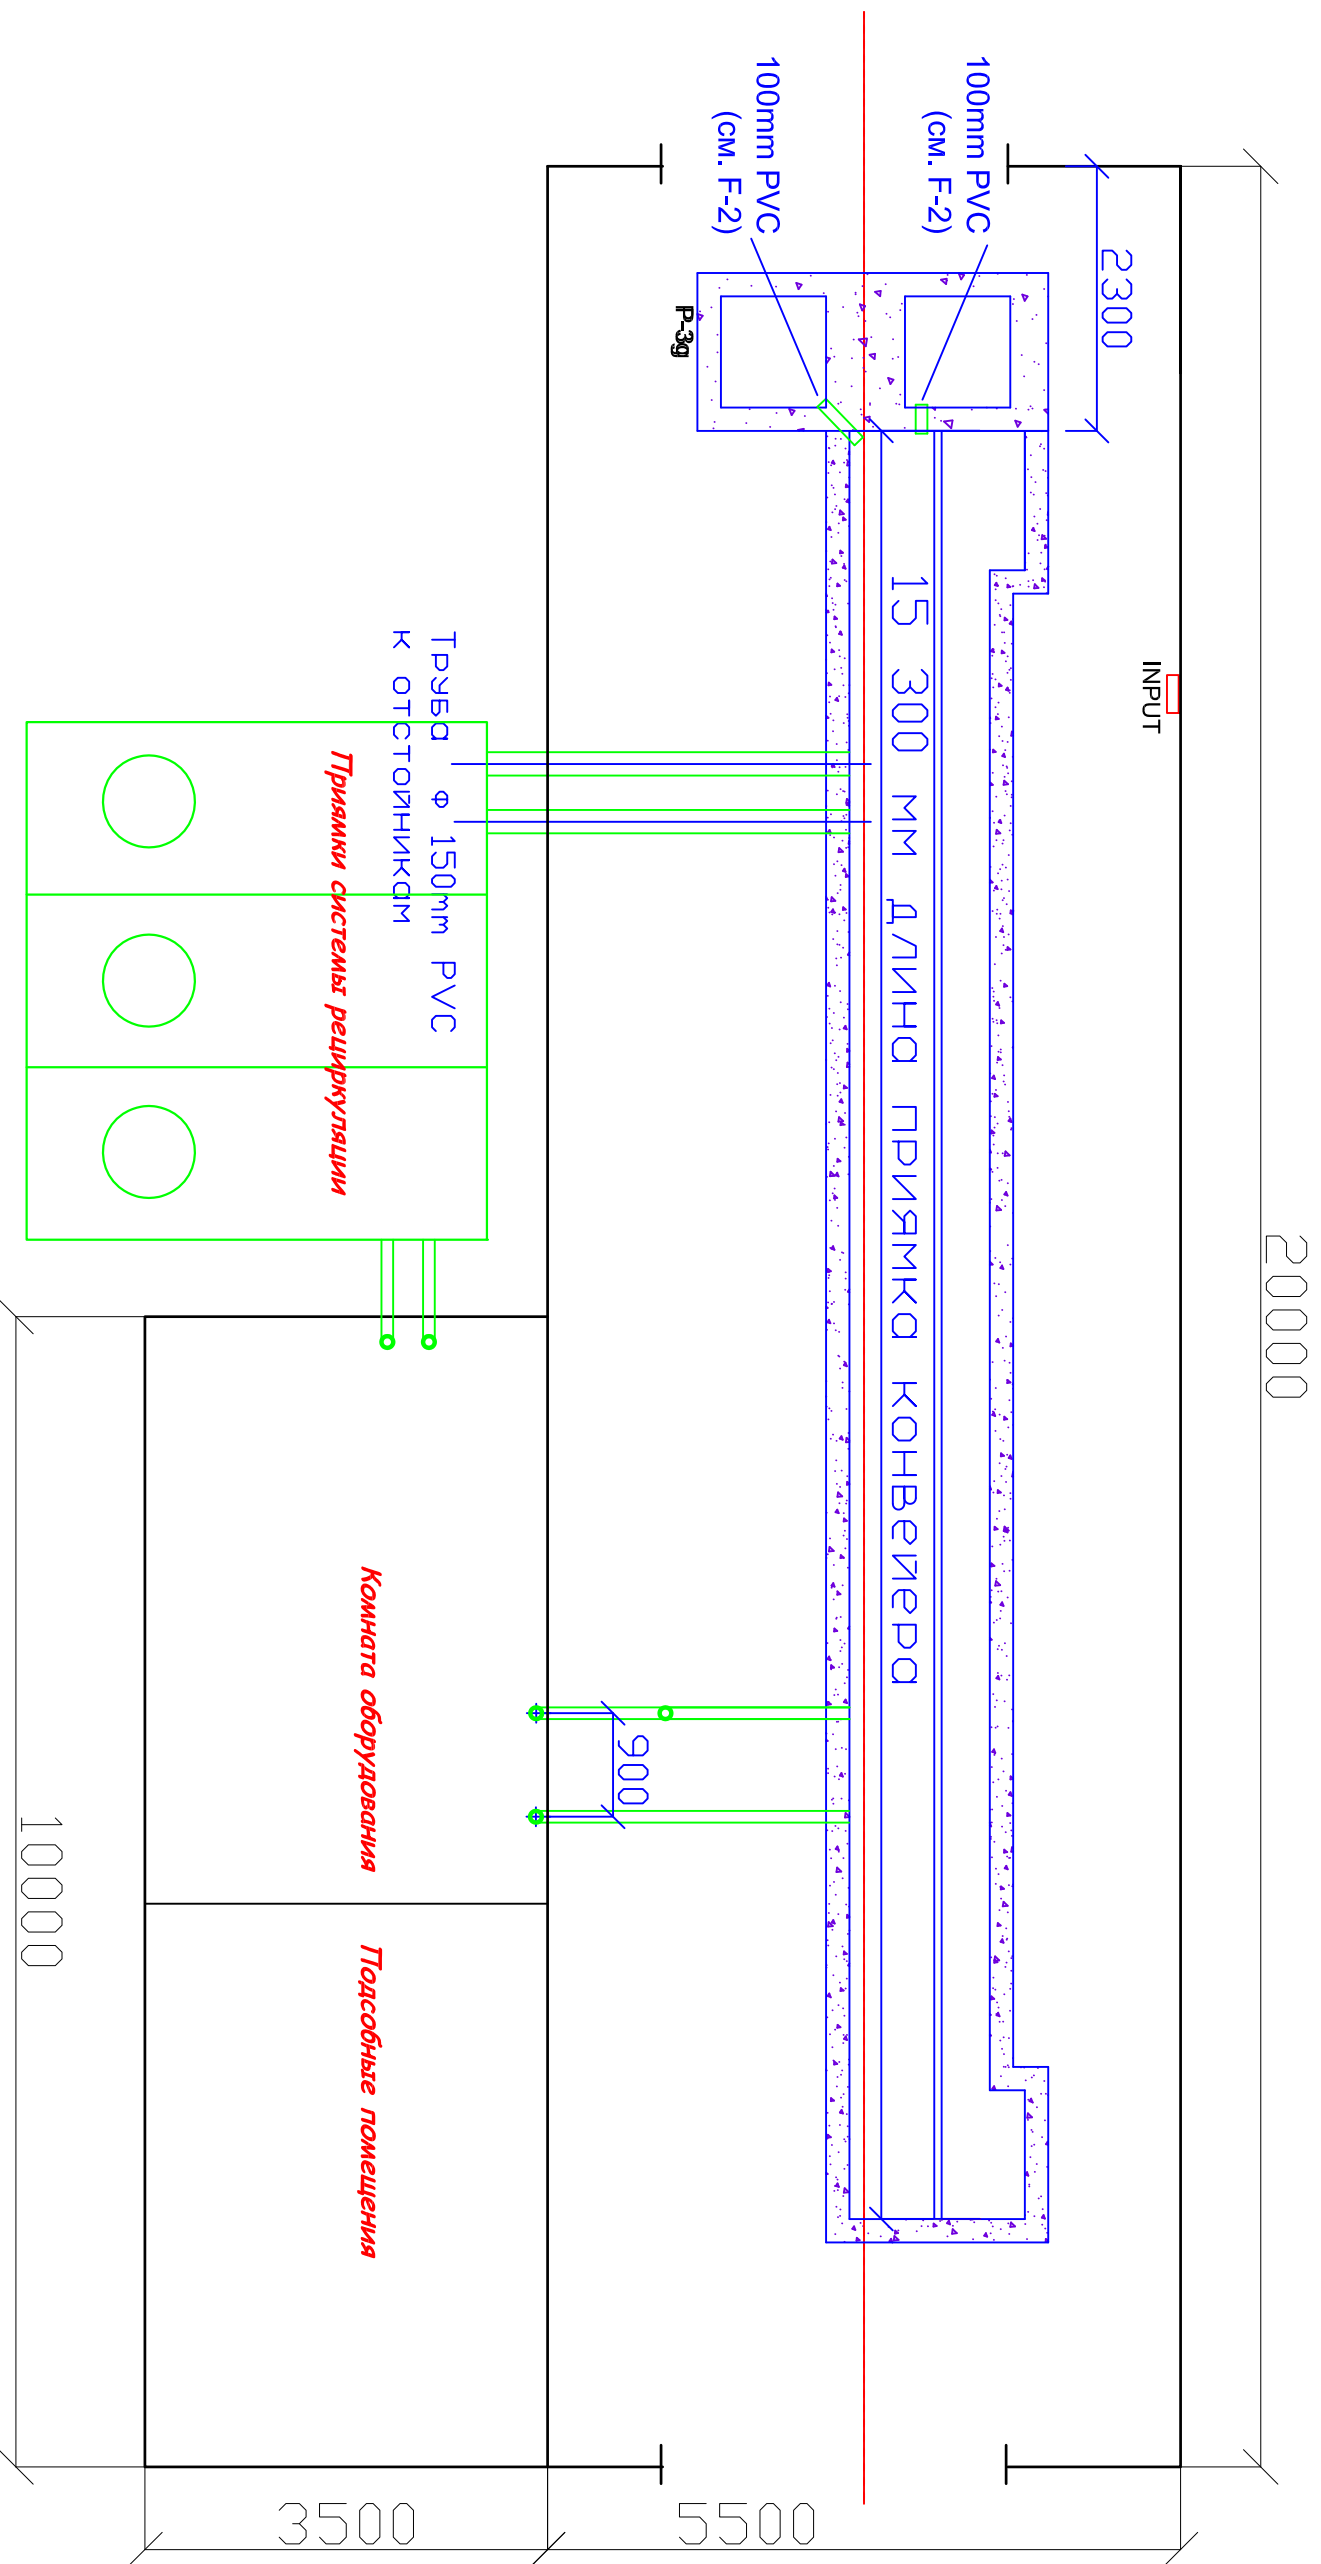 100mm PVC
(см. F-2)
100mm PVC
(см. F-2)
2300
P-3g
INPUT
20000
15 300 мм длина приямка конвейера
Труба Ф 150mm PVC
к отстойникам
Приямки системы рециркуляции
Комната оборудования
900
Подсобные помещения
10000
3500
5500